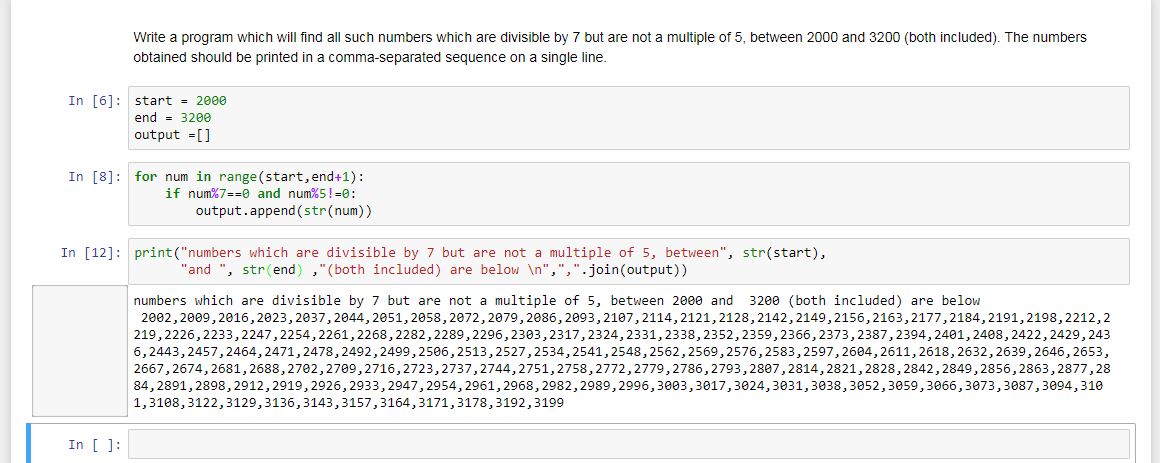 Write a program which will find all such numbers which are divisible by 7 but are not a multiple of 5, between 2000 and 3200 (both included). The numbers
obtained should be printed in a comma-separated sequence on a single line.
In [6]: start = 2000
end = 3200
output =[]
In [8]: for num in range(start,end+1):
    if num%7==0 and num%5!=0:
        output.append(str(num))
In [12]: print("numbers which are divisible by 7 but are not a multiple of 5, between", str(start),
      "and ", str(end) ,"(both included) are below \n",",".join(output))
numbers which are divisible by 7 but are not a multiple of 5, between 2000 and  3200 (both included) are below
 2002,2009,2016,2023,2037,2044,2051,2058,2072,2079,2086,2093,2107,2114,2121,2128,2142,2149,2156,2163,2177,2184,2191,2198,2212,2
219,2226,2233,2247,2254,2261,2268,2282,2289,2296,2303,2317,2324,2331,2338,2352,2359,2366,2373,2387,2394,2401,2408,2422,2429,243
6,2443,2457,2464,2471,2478,2492,2499,2506,2513,2527,2534,2541,2548,2562,2569,2576,2583,2597,2604,2611,2618,2632,2639,2646,2653,
2667,2674,2681,2688,2702,2709,2716,2723,2737,2744,2751,2758,2772,2779,2786,2793,2807,2814,2821,2828,2842,2849,2856,2863,2877,28
84,2891,2898,2912,2919,2926,2933,2947,2954,2961,2968,2982,2989,2996,3003,3017,3024,3031,3038,3052,3059,3066,3073,3087,3094,310
1,3108,3122,3129,3136,3143,3157,3164,3171,3178,3192,3199
In [ ]: